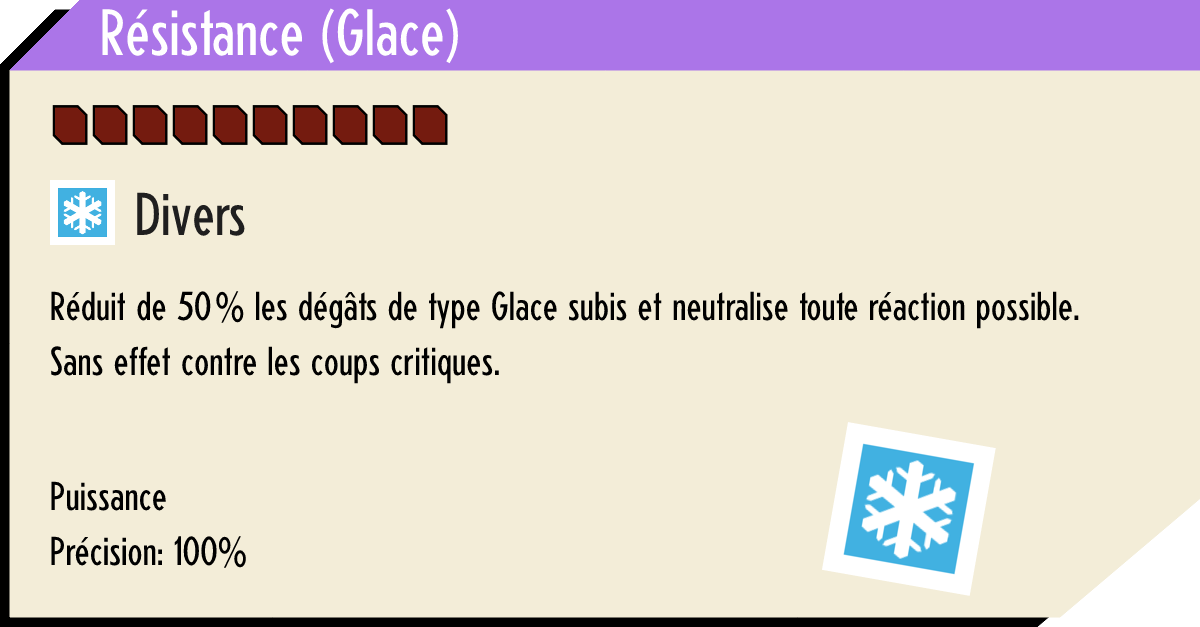 Résistance (Glace)
Divers
Réduit de 50% les dégâts de type Glace subis et neutralise toute réaction possible.
Sans effet contre les coups critiques.
Puissance
Précision: 100%